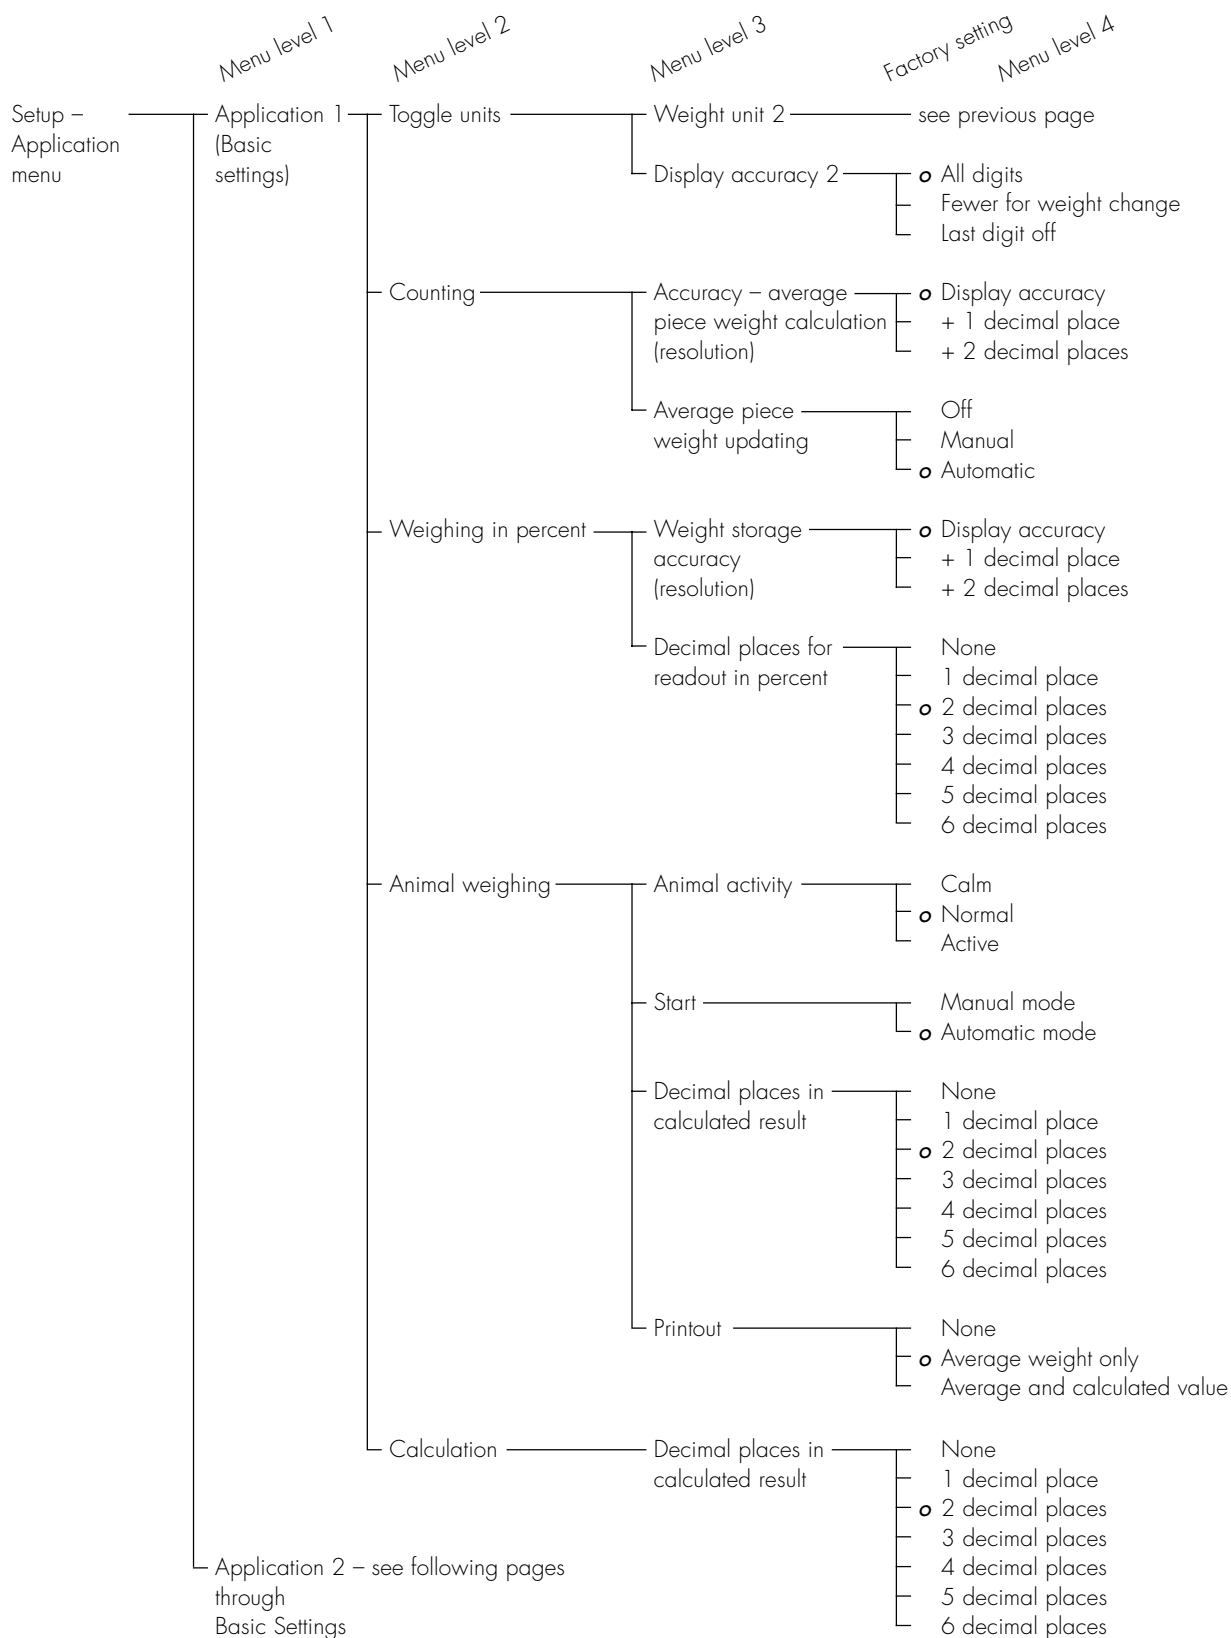 Menu level 1
Menu level 2
Menu level 3
Factory setting
Menu level 4
Setup –
Application
menu
Application 1
(Basic
settings)
Toggle units
Weight unit 2
see previous page
Display accuracy 2
o All digits
Fewer for weight change
Last digit off
Counting
Accuracy – average
piece weight calculation
(resolution)
o Display accuracy
+ 1 decimal place
+ 2 decimal places
Average piece
weight updating
Off
Manual
o Automatic
Weighing in percent
Weight storage
accuracy
(resolution)
o Display accuracy
+ 1 decimal place
+ 2 decimal places
Decimal places for
readout in percent
None
1 decimal place
o 2 decimal places
3 decimal places
4 decimal places
5 decimal places
6 decimal places
Animal weighing
Animal activity
Calm
o Normal
Active
Start
Manual mode
o Automatic mode
Decimal places in
calculated result
None
1 decimal place
o 2 decimal places
3 decimal places
4 decimal places
5 decimal places
6 decimal places
Printout
None
o Average weight only
Average and calculated value
Calculation
Decimal places in
calculated result
None
1 decimal place
o 2 decimal places
3 decimal places
4 decimal places
5 decimal places
6 decimal places
Application 2 – see following pages
through
Basic Settings